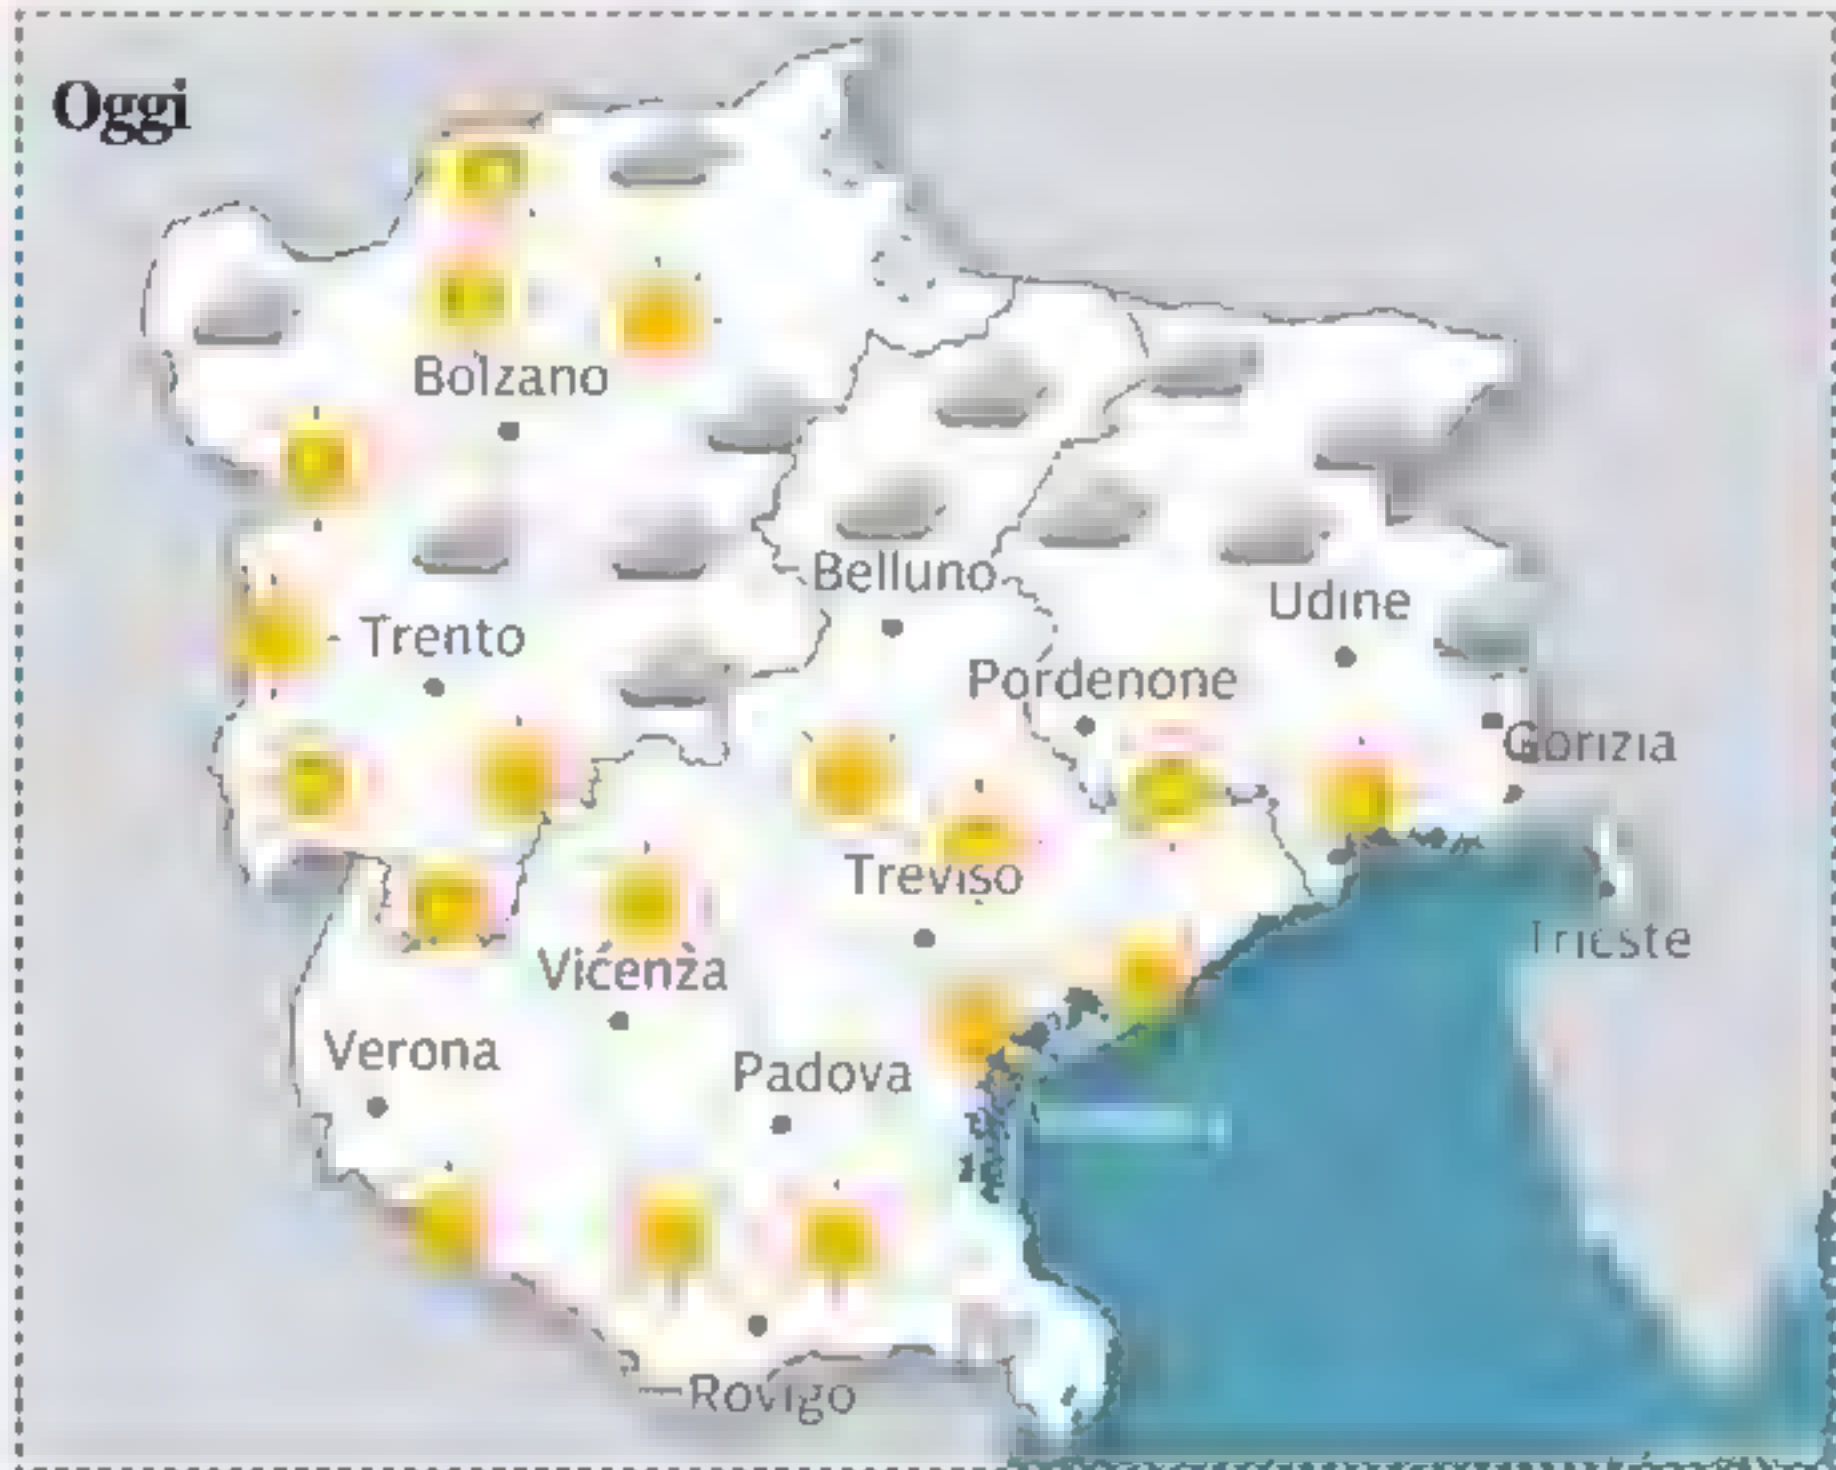 Oggi
Bolzano
Belluno
Udine
Trento
Pordenone
Gorizia
Treviso
Trieste
Vicenza
Verona
Padova
Rovigo